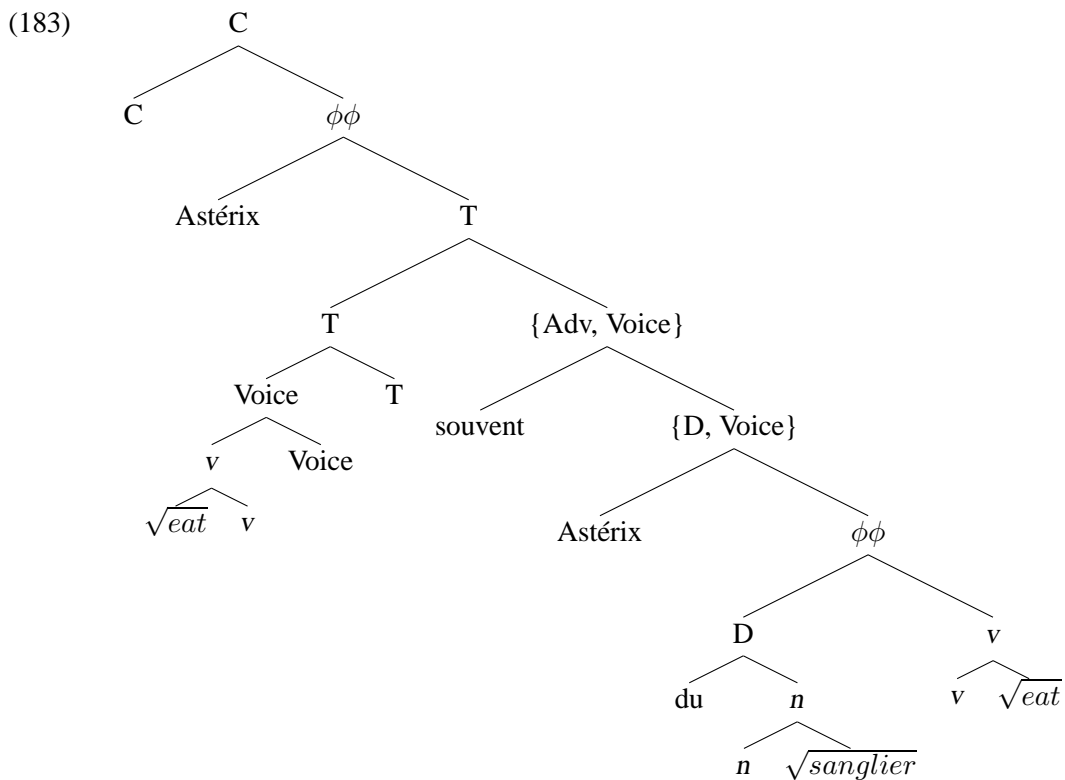 (183) C
C ϕϕ
Astérix T
T {Adv, Voice}
Voice T souvent {D, Voice}
v Voice Astérix ϕϕ
√eat v D v
du n v √eat
n √sanglier